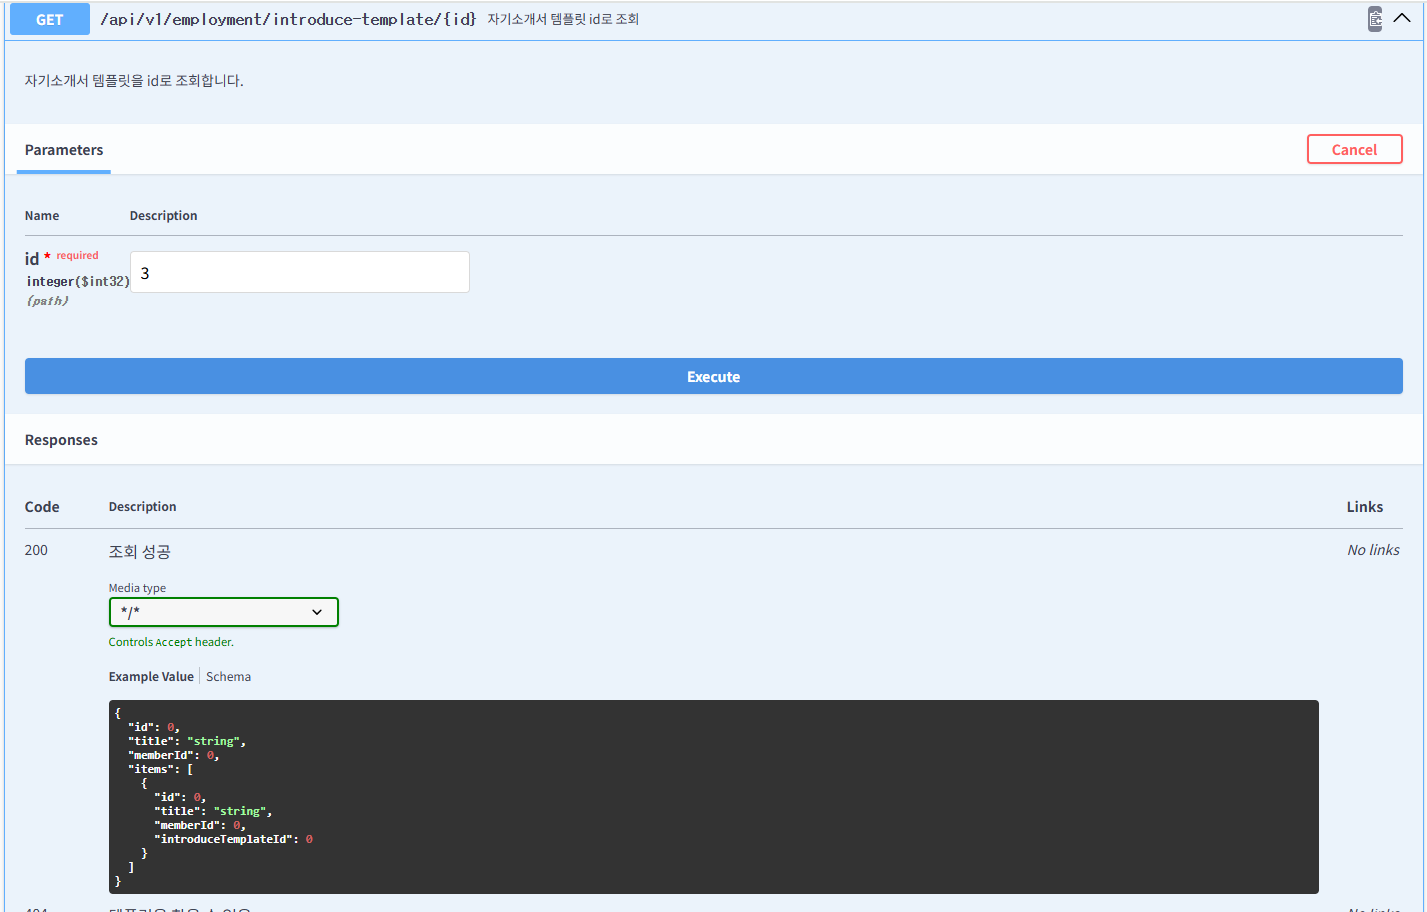 GET /api/v1/employment/introduce-template/{id} 자기소개서 템플릿 id로 조회
자기소개서 템플릿을 id로 조회합니다.
Parameters Cancel
Name Description
id * required
integer($int32)
(path)
3
Execute
Responses
Code Description Links
200 조회 성공 No links
Media type
*/*
Controls Accept header.
Example Value Schema
{
"id": 0,
"title": "string",
"memberId": 0,
"items": [
{
"id": 0,
"title": "string",
"memberId": 0,
"introduceTemplateId": 0
}
]
}